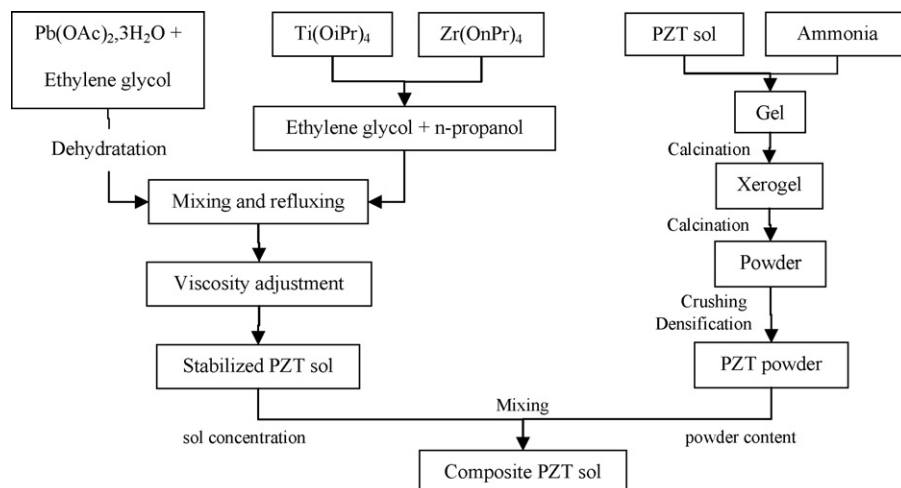 Pb(OAc)2,3H2O +
Ethylene glycol
Ti(OiPr)4
Zr(OnPr)4
PZT sol
Ammonia
Ethylene glycol + n-propanol
Gel
Dehydratation
Calcination
Mixing and refluxing
Xerogel
Calcination
Viscosity adjustment
Powder
Crushing
Densification
Stabilized PZT sol
PZT powder
Mixing
sol concentration
powder content
Composite PZT sol